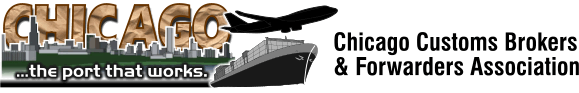 CHICAGO
...the port that works.
Chicago Customs Brokers
& Forwarders Association